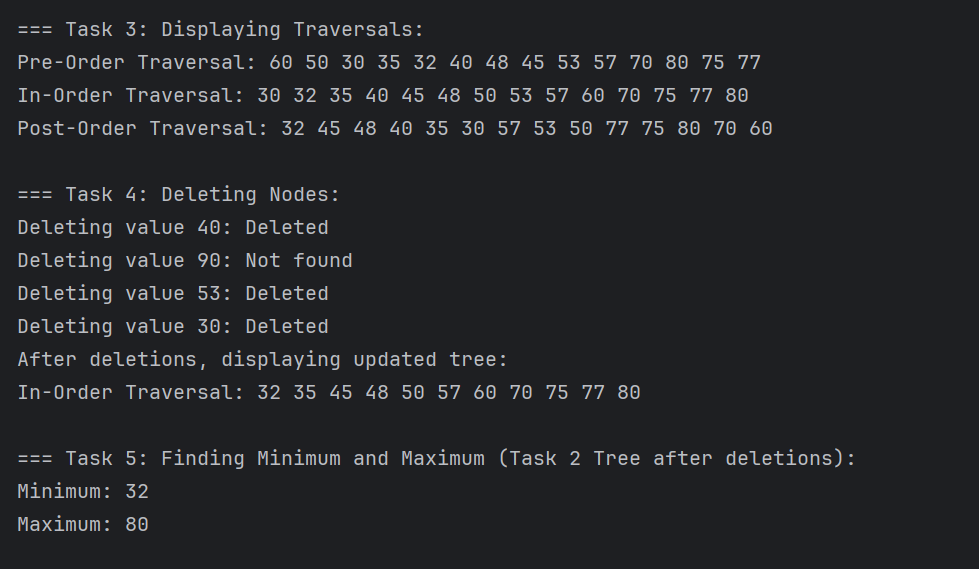 === Task 3: Displaying Traversals:
Pre-Order Traversal: 60 50 30 35 32 40 48 45 53 57 70 80 75 77
In-Order Traversal: 30 32 35 40 45 48 50 53 57 60 70 75 77 80
Post-Order Traversal: 32 45 48 40 35 30 57 53 50 77 75 80 70 60
=== Task 4: Deleting Nodes:
Deleting value 40: Deleted
Deleting value 90: Not found
Deleting value 53: Deleted
Deleting value 30: Deleted
After deletions, displaying updated tree:
In-Order Traversal: 32 35 45 48 50 57 60 70 75 77 80
=== Task 5: Finding Minimum and Maximum (Task 2 Tree after deletions):
Minimum: 32
Maximum: 80